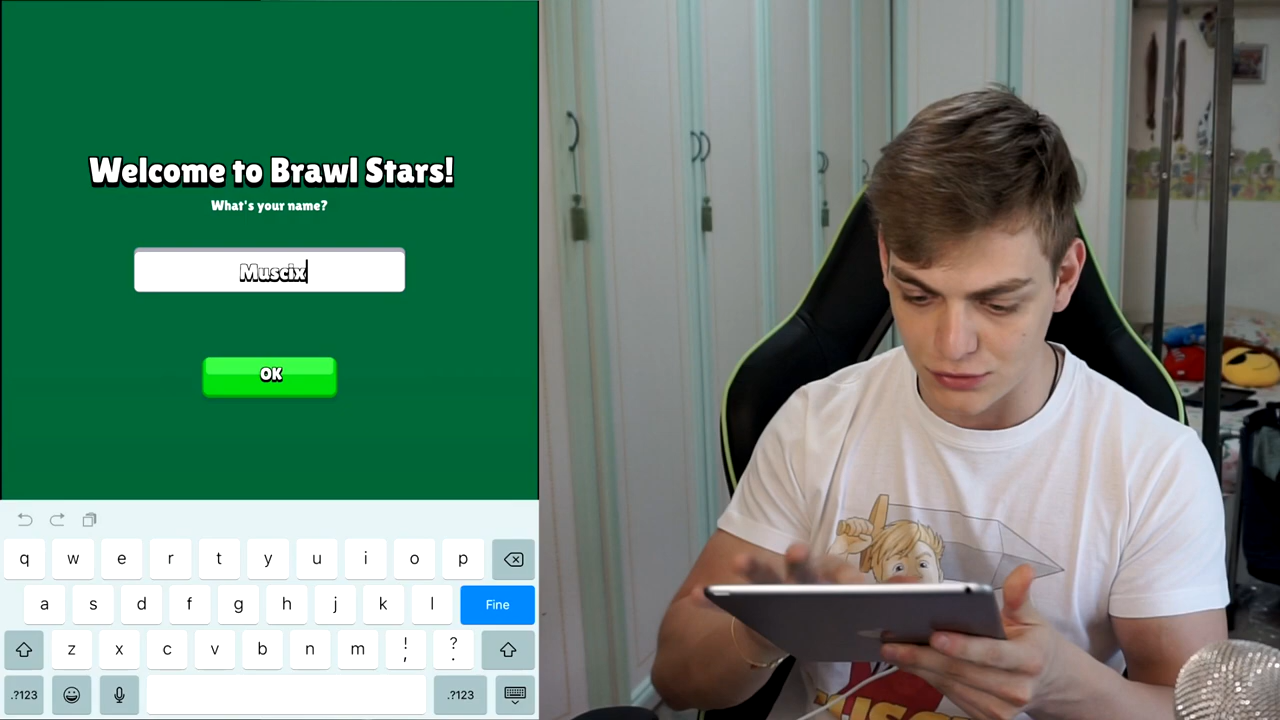 Welcome to Brawl Stars!
What's your name?
Muscix
OK
q w e r t y u i o p
a s d f g h j k l Fine
z x c v b n m ! , ? .
.?123 .?123